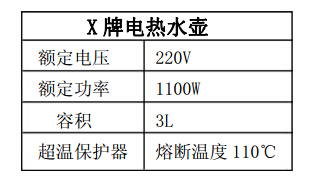 X 牌电热水壶
额定电压 220V
额定功率 1100W
容积 3L
超温保护器 熔断温度 110℃